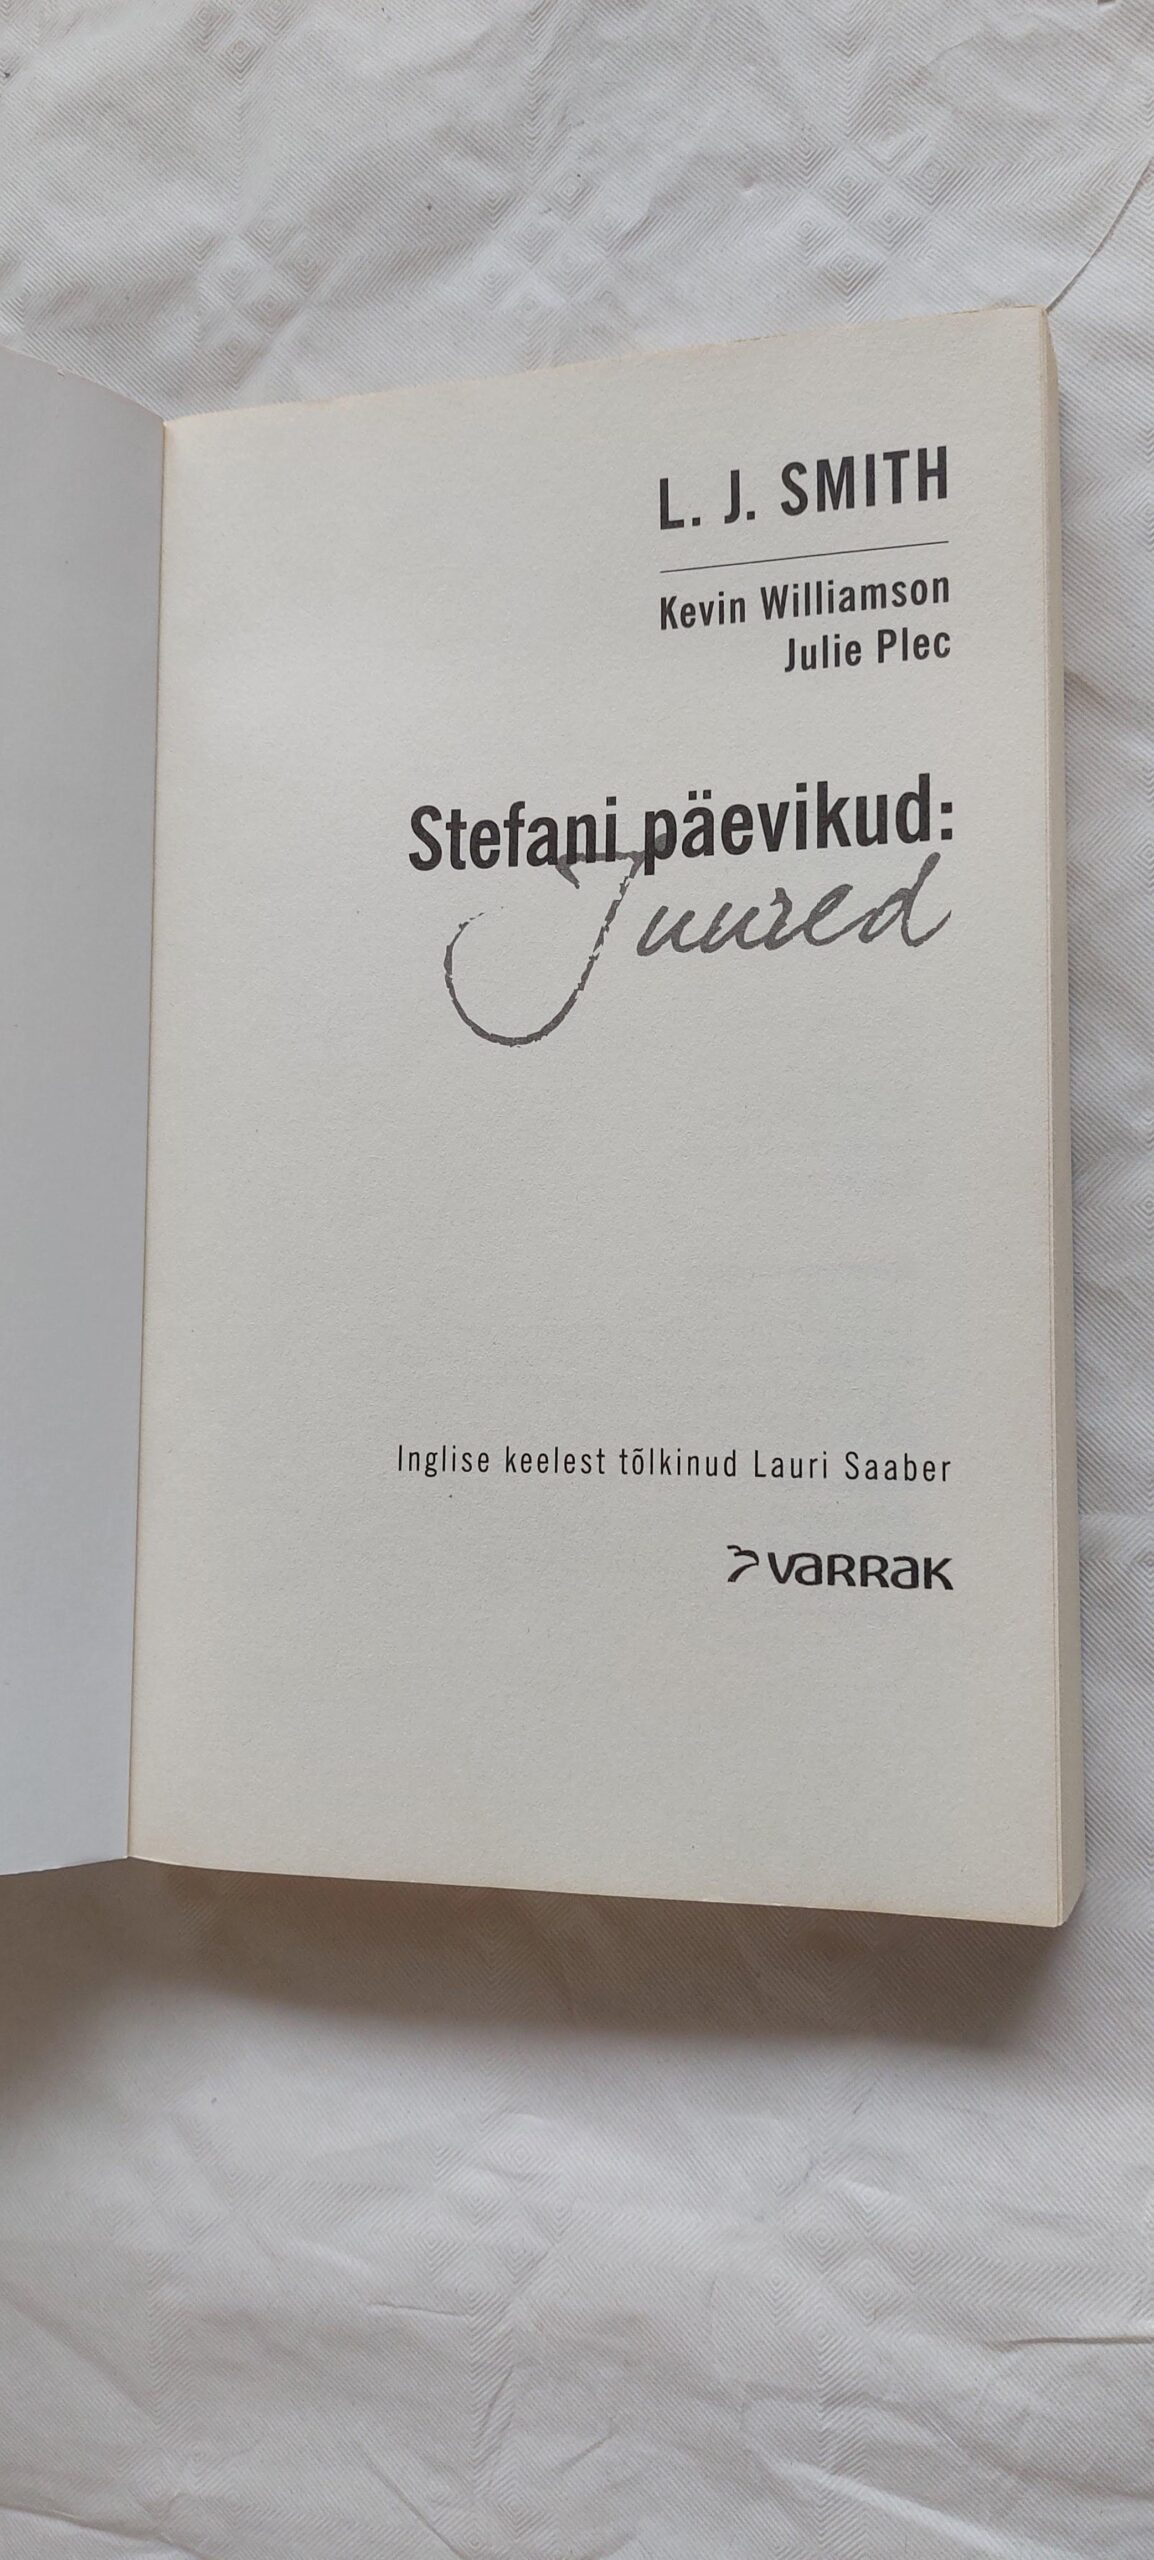 L. J. SMITH
Kevin Williamson
Julie Plec
Stefani päevikud:
Juured
Inglise keelest tõlkinud Lauri Saaber
VARRAK